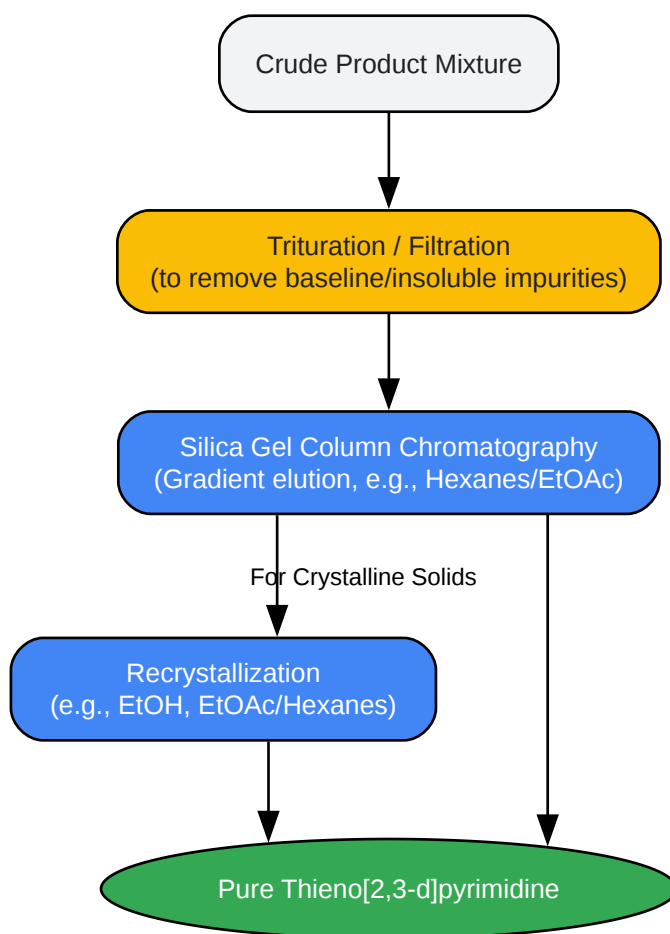 Crude Product Mixture
Trituration / Filtration
(to remove baseline/insoluble impurities)
Silica Gel Column Chromatography
(Gradient elution, e.g., Hexanes/EtOAc)
For Crystalline Solids
Recrystallization
(e.g., EtOH, EtOAc/Hexanes)
Pure Thieno[2,3-d]pyrimidine